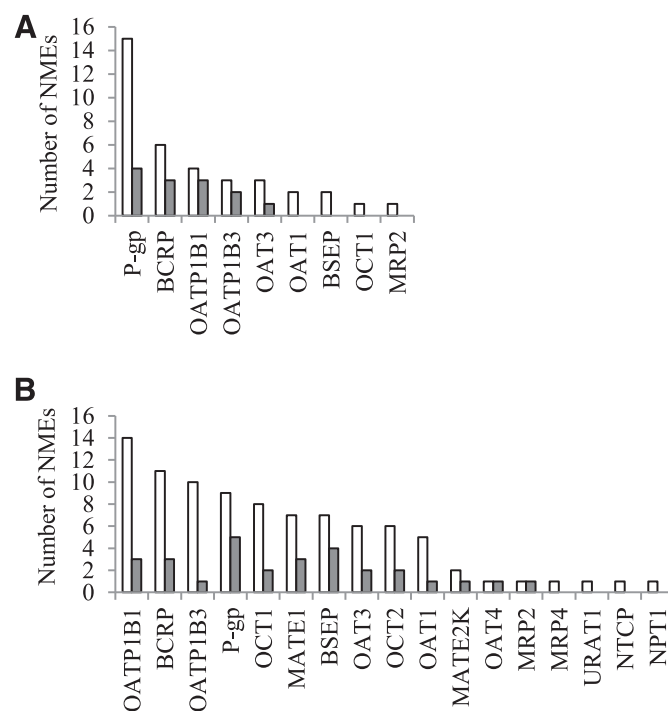 A
Number of NMEs
16
14
12
10
8
6
4
2
0
P-gp
BCRP
OATP1B1
OATP1B3
OAT3
OAT1
BSEP
OCT1
MRP2
B
Number of NMEs
16
14
12
10
8
6
4
2
0
OATP1B1
BCRP
OATP1B3
P-gp
OCT1
MATE1
BSEP
OAT3
OCT2
OAT1
MATE2K
OAT4
MRP2
MRP4
URAT1
NTCP
NPT1